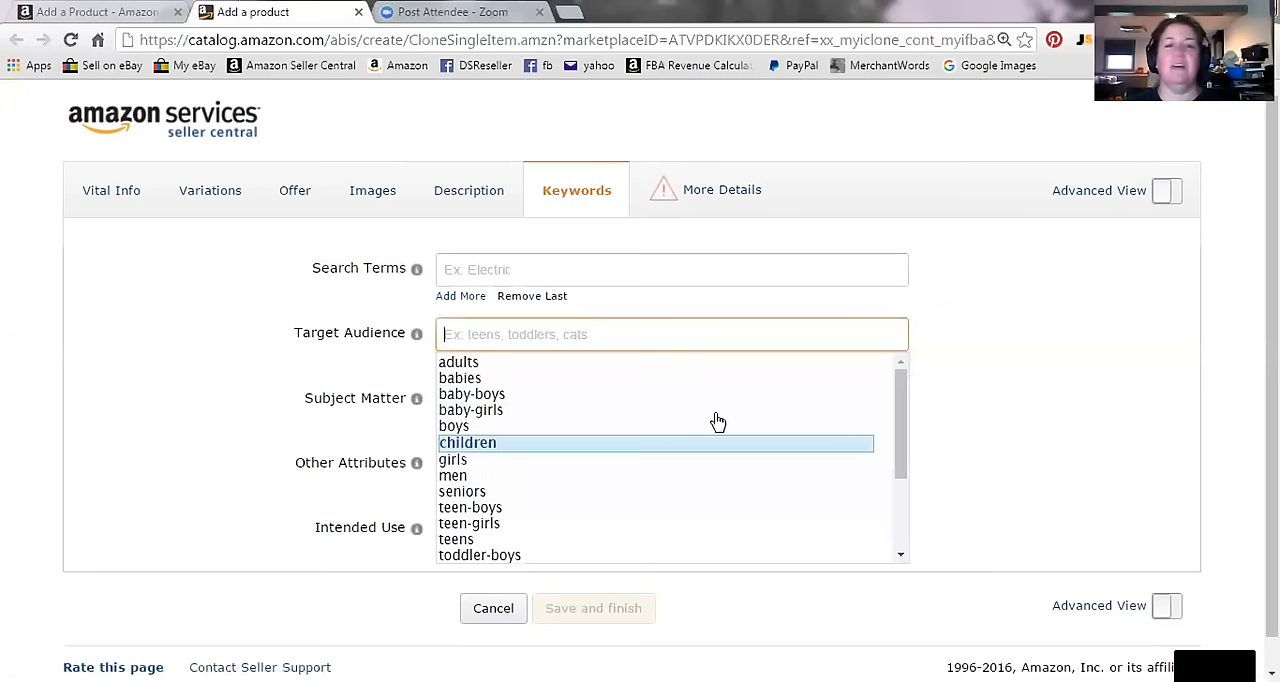 Add a Product - Amazon
Add a product
Post Attendee - Zoom
https://catalog.amazon.com/abis/create/CloneSingleItem.amzn?marketplaceID=ATVPDKIKX0DER&ref=xx_myiclone_cont_myifba&
Apps
Sell on eBay
My eBay
Amazon Seller Central
Amazon
DS seller
fb
yahoo
FBA Revenue Calcula
PayPal
MerchantWords
Google Images
amazon services
seller central
Vital Info
Variations
Offer
Images
Description
Keywords
More Details
Advanced View
Search Terms
Ex: Electric
Add More Remove Last
Target Audience
Ex: teens, toddlers, cats
adults
babies
baby-boys
baby-girls
boys
children
girls
men
seniors
teen-boys
teen-girls
teens
toddler-boys
Subject Matter
Other Attributes
Intended Use
Cancel
Save and finish
Advanced View
Rate this page
Contact Seller Support
1996-2016, Amazon, Inc. or its affili